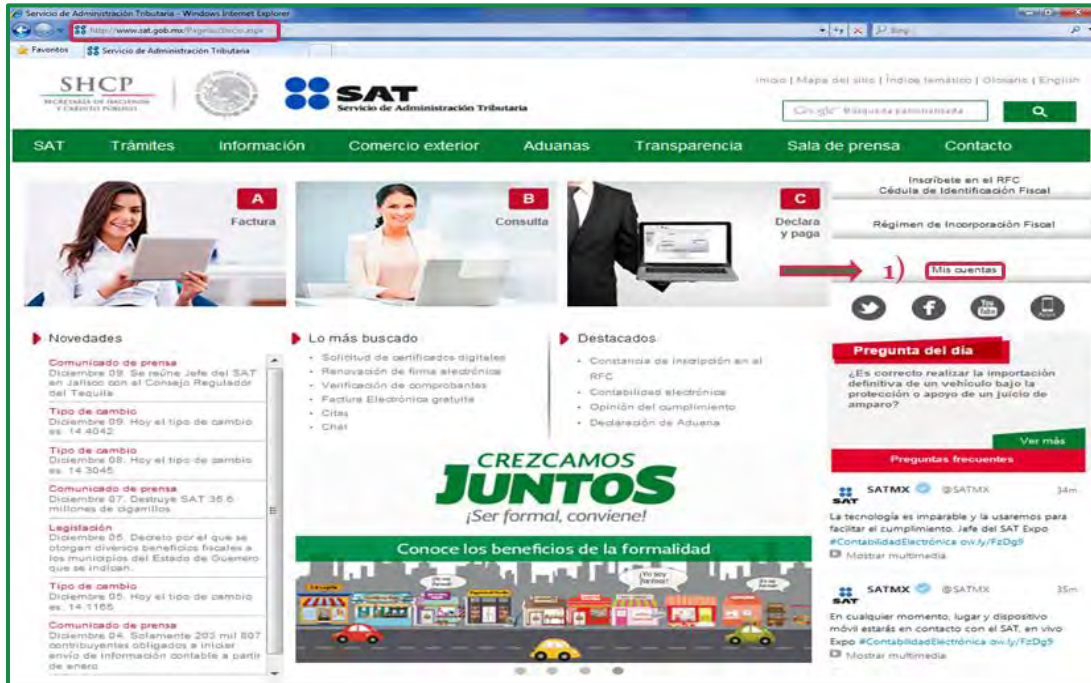 Servicio de Administración Tributaria - Windows Internet Explorer
http://www.sat.gob.mx/
Bing
Favoritos
Servicio de Administración Tributaria
SHCP
SECRETARÍA DE HACIENDA
Y CRÉDITO PÚBLICO
SAT
Servicio de Administración Tributaria
Inicio | Mapa del sitio | Índice temático | Glosario | English
Google Búsqueda personalizada
SAT Trámites Información Comercio exterior Aduanas Transparencia Sala de prensa Contacto
A
Factura
B
Consulta
C
Declara
y paga
Inscríbete en el RFC
Cédula de Identificación Fiscal
Régimen de Incorporación Fiscal
1) Mis cuentas
You
Tube
Novedades
Comunicado de prensa
Diciembre 09. Se reúne Jefe del SAT
en Jalisco con el Consejo Regulador
del Tequila
Tipo de cambio
Diciembre 09. Hoy el tipo de cambio
es: 14.4042
Tipo de cambio
Diciembre 08. Hoy el tipo de cambio
es: 14.3045
Comunicado de prensa
Diciembre 07. Destruye SAT 36.6
millones de cigarrillos
Legislación
Diciembre 05. Decreto por el que se
otorgan diversos beneficios fiscales a
los municipios del Estado de Guerrero
que se indican.
Tipo de cambio
Diciembre 05. Hoy el tipo de cambio
es: 14.1165
Comunicado de prensa
Diciembre 04. Solamente 202 mil 807
contribuyentes obligados a iniciar
envío de información contable a partir
de enero
Lo más buscado
Solicitud de certificados digitales
Renovación de firma electrónica
Verificación de comprobantes
Factura Electrónica gratuita
Citas
Chat
Destacados
Constancia de inscripción en el
RFC
Contabilidad electrónica
Opinión del cumplimiento
Declaración de Aduana
CREZCAMOS
JUNTOS
¡Ser formal, conviene!
Conoce los beneficios de la formalidad
Pregunta del día
¿Es correcto realizar la importación
definitiva de un vehículo bajo la
protección o apoyo de un juicio de
amparo?
Ver más
Preguntas frecuentes
SAT
SATMX @SATMX 34m
La tecnología es imparable y la usaremos para
facilitar el cumplimiento. Jefe del SAT Expo
#ContabilidadElectrónica ow.ly/FzDg9
Mostrar multimedia
SAT
SATMX @SATMX 35m
En cualquier momento, lugar y dispositivo
móvil estarás en contacto con el SAT, en vivo
Expo #ContabilidadElectrónica ow.ly/FzDg9
Mostrar multimedia